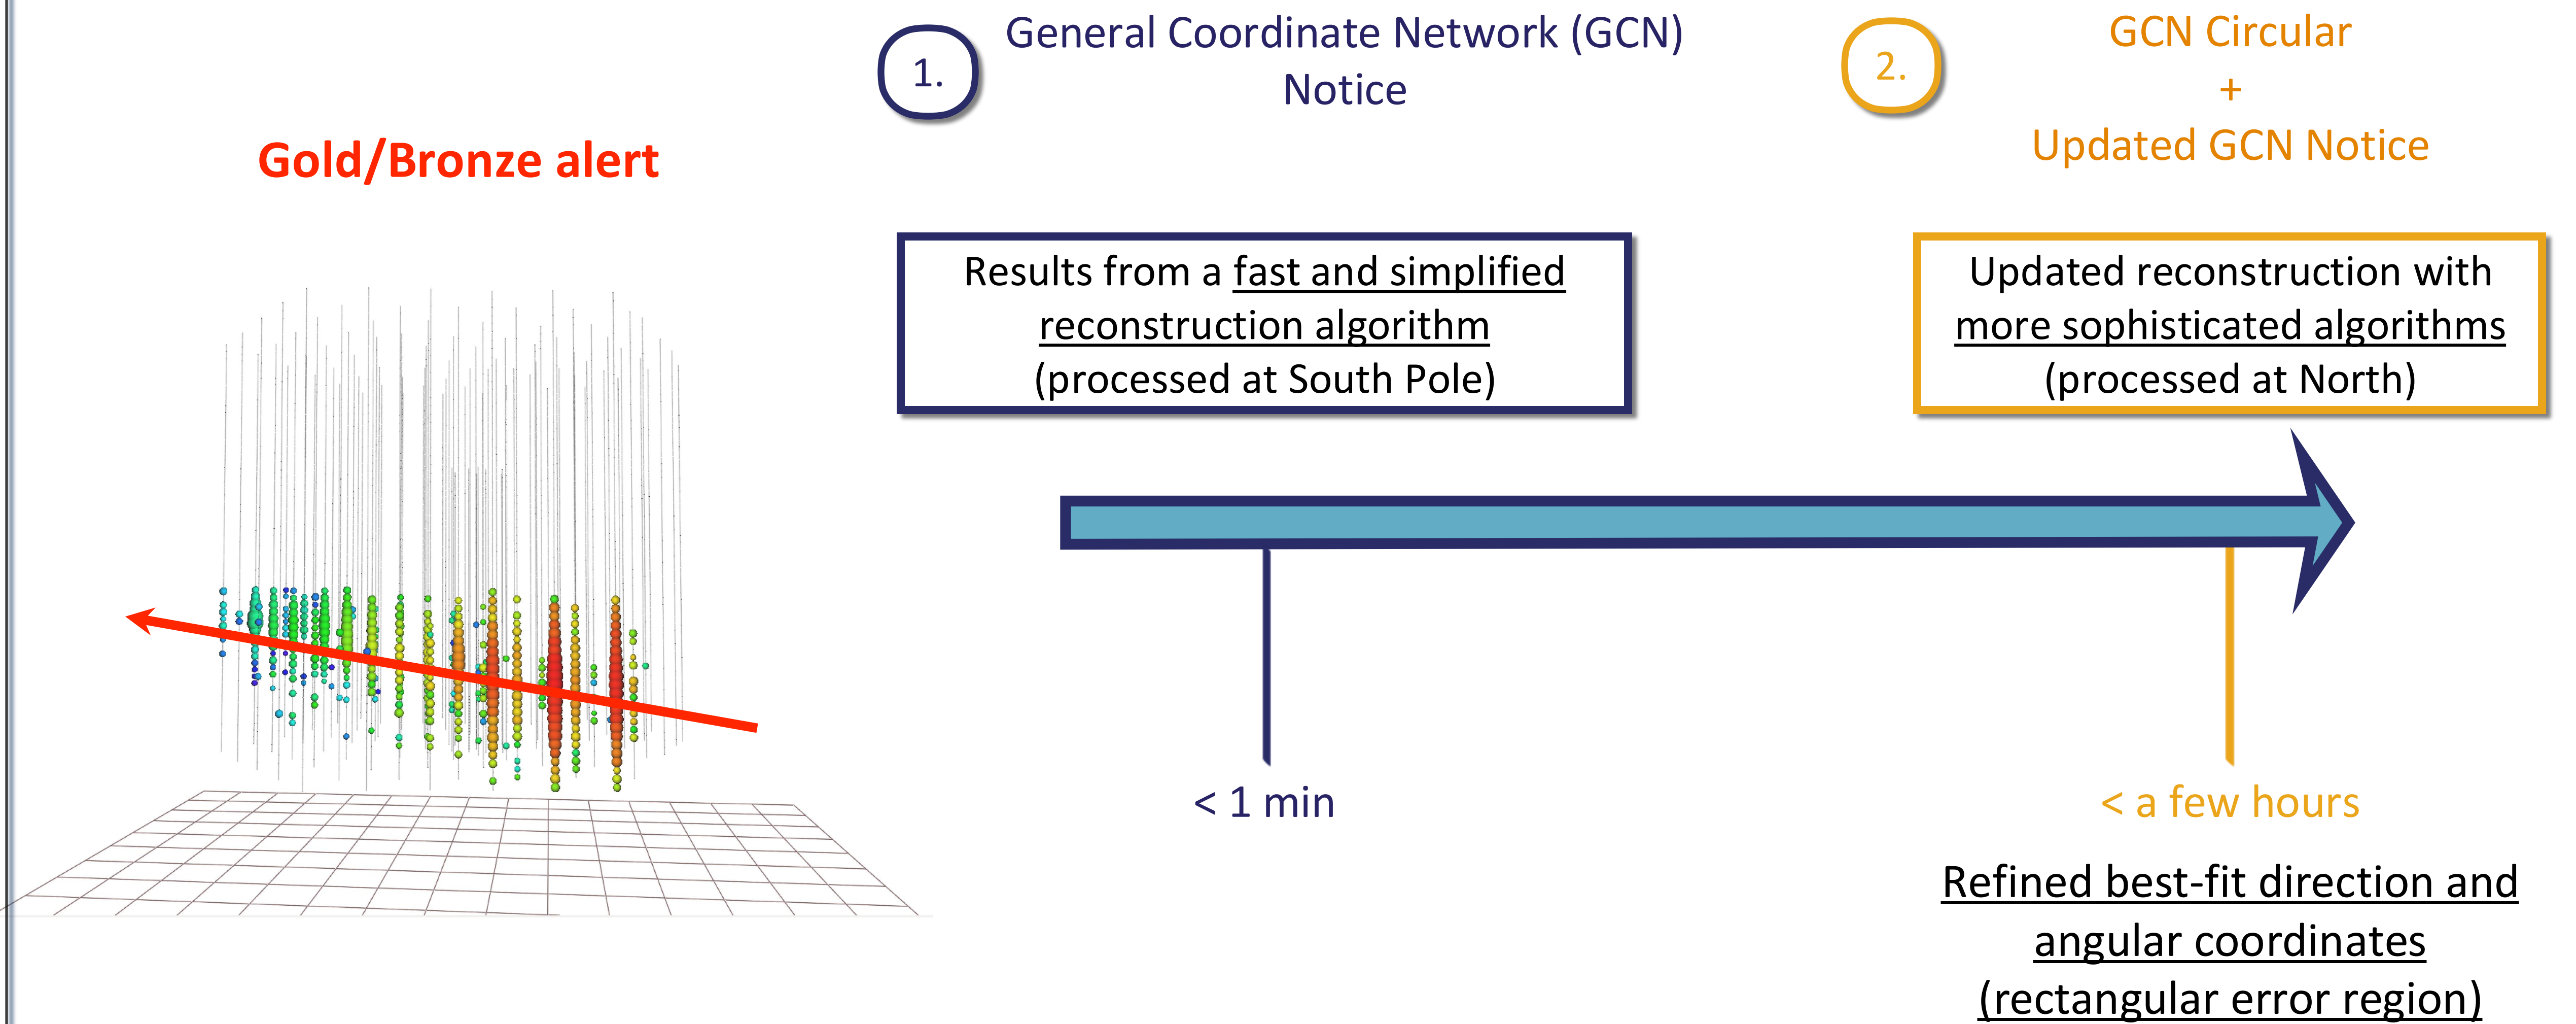 Gold/Bronze alert
1.
General Coordinate Network (GCN)
Notice
Results from a fast and simplified
reconstruction algorithm
(processed at South Pole)
< 1 min
2.
GCN Circular
+
Updated GCN Notice
Updated reconstruction with
more sophisticated algorithms
(processed at North)
< a few hours
Refined best-fit direction and
angular coordinates
(rectangular error region)